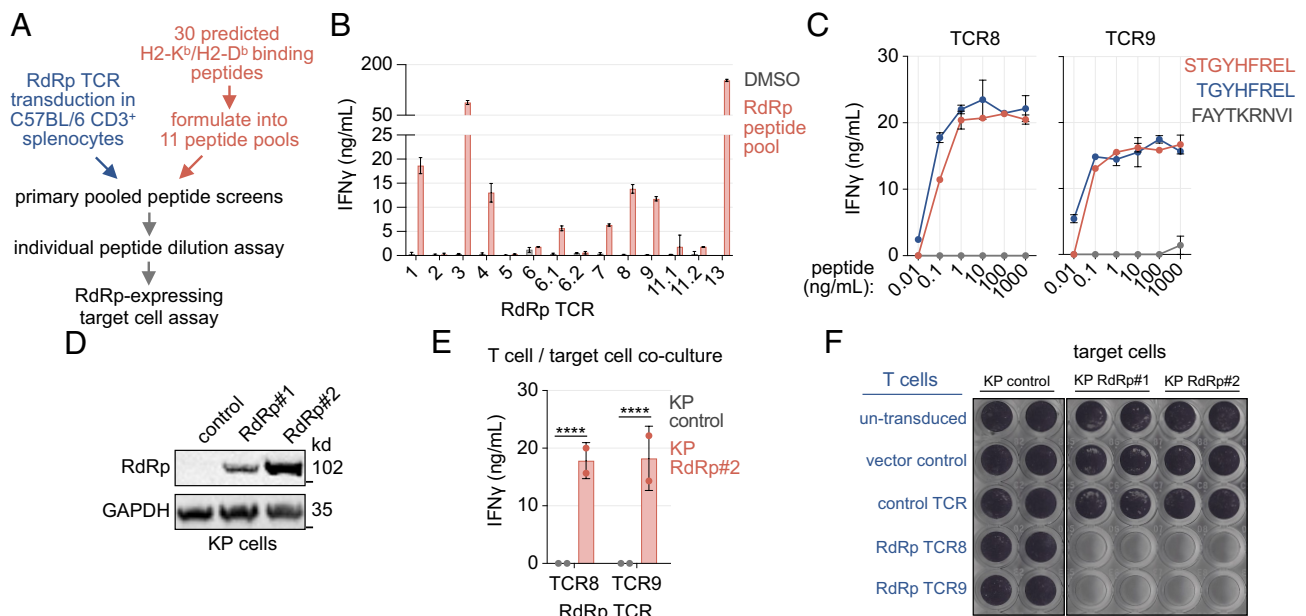 A
30 predicted
H2-Kᵇ/H2-Dᵇ binding
peptides
RdRp TCR
transduction in
C57BL/6 CD3⁺
splenocytes
formulate into
11 peptide pools
primary pooled peptide screens
individual peptide dilution assay
RdRp-expressing
target cell assay
B
200
50
25
20
15
10
5
0
IFNγ (ng/mL)
DMSO
RdRp
peptide
pool
1 2 3 4 5 6 6.1 6.2 7 8 9 11.1 11.2 13
RdRp TCR
C
TCR8 TCR9
30
20
10
0
IFNγ (ng/mL)
STGYHFREL
TGYHFREL
FAYTKRNVI
peptide
(ng/mL):
0.01 0.1 1 10 100 1000 0.01 0.1 1 10 100 1000
D
control RdRp#1 RdRp#2
kd
RdRp 102
GAPDH 35
KP cells
E
T cell / target cell co-culture
30
20
10
0
IFNγ (ng/mL)
**** ****
KP
control
KP
RdRp#2
TCR8 TCR9
RdRp TCR
F
target cells
T cells KP control KP RdRp#1 KP RdRp#2
un-transduced
vector control
control TCR
RdRp TCR8
RdRp TCR9